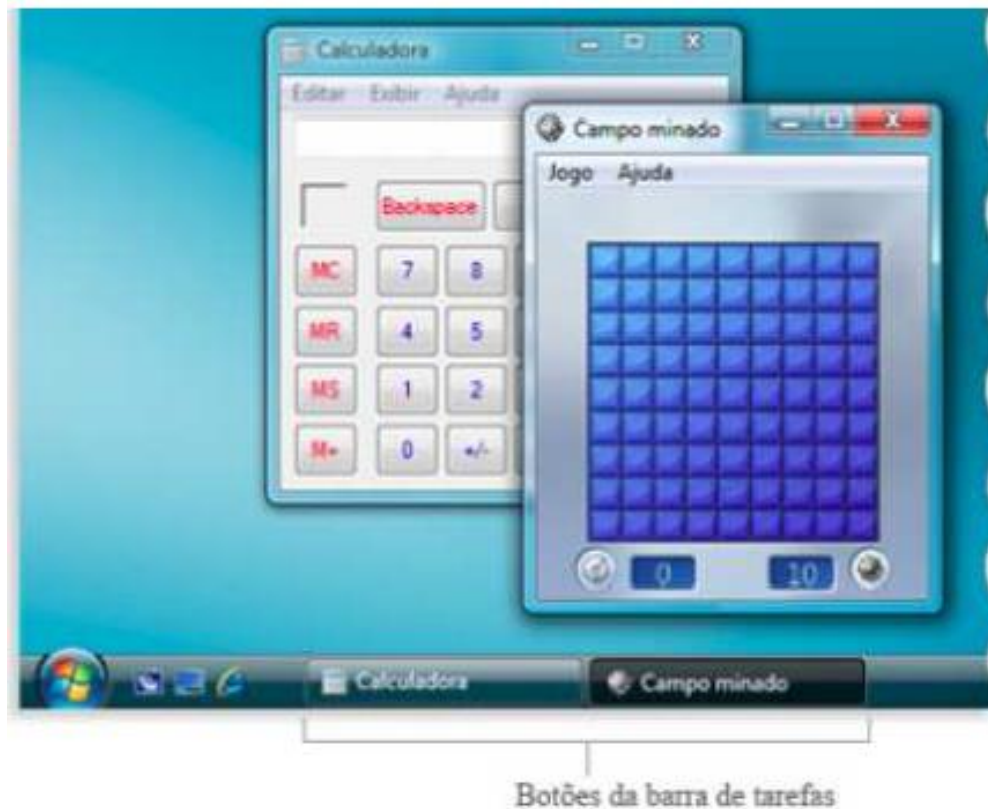 Calculadora
Editar Exibir Ajuda
Campo minado
Jogo Ajuda
Backspace
MC 7 8
MR 4 5
MS 1 2
M+ 0 +/-
0 10
Calculadora
Campo minado
Botões da barra de tarefas